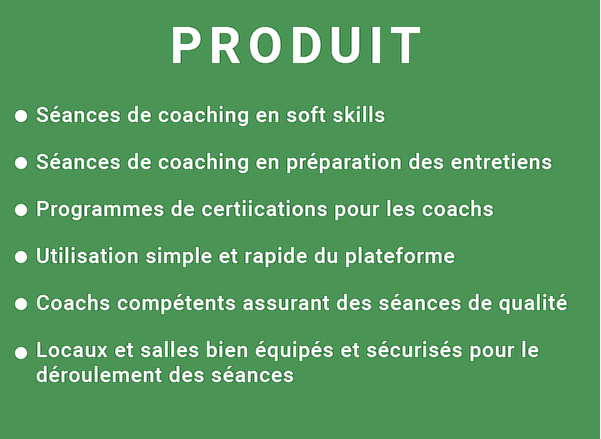 PRODUIT
● Séances de coaching en soft skills
● Séances de coaching en préparation des entretiens
● Programmes de certiications pour les coachs
● Utilisation simple et rapide du plateforme
● Coachs compétents assurant des séances de qualité
● Locaux et salles bien équipés et sécurisés pour le
déroulement des séances